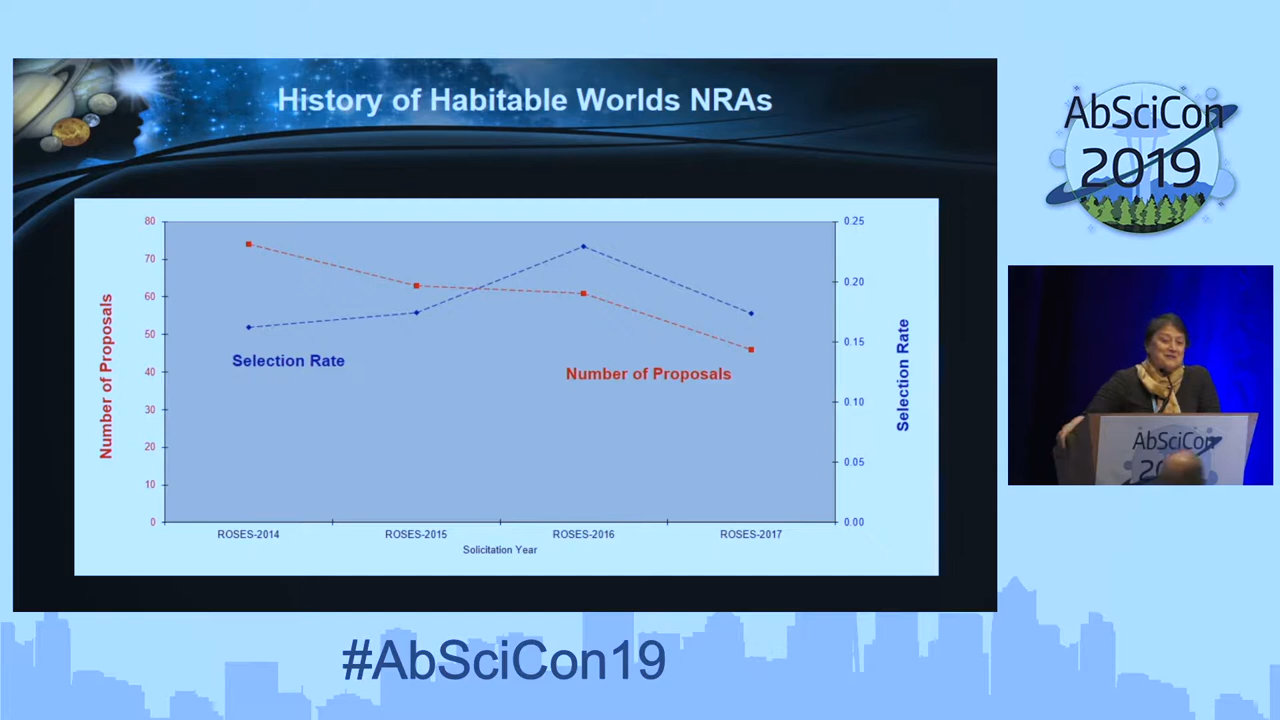 History of Habitable Worlds NRAs
80
70
60
50
40
30
20
10
0
Number of Proposals
0.25
0.20
0.15
0.10
0.05
0.00
Selection Rate
Selection Rate
Number of Proposals
ROSES-2014
ROSES-2015
ROSES-2016
ROSES-2017
Solicitation Year
AbSciCon
2019
AbSciCon
#AbSciCon19